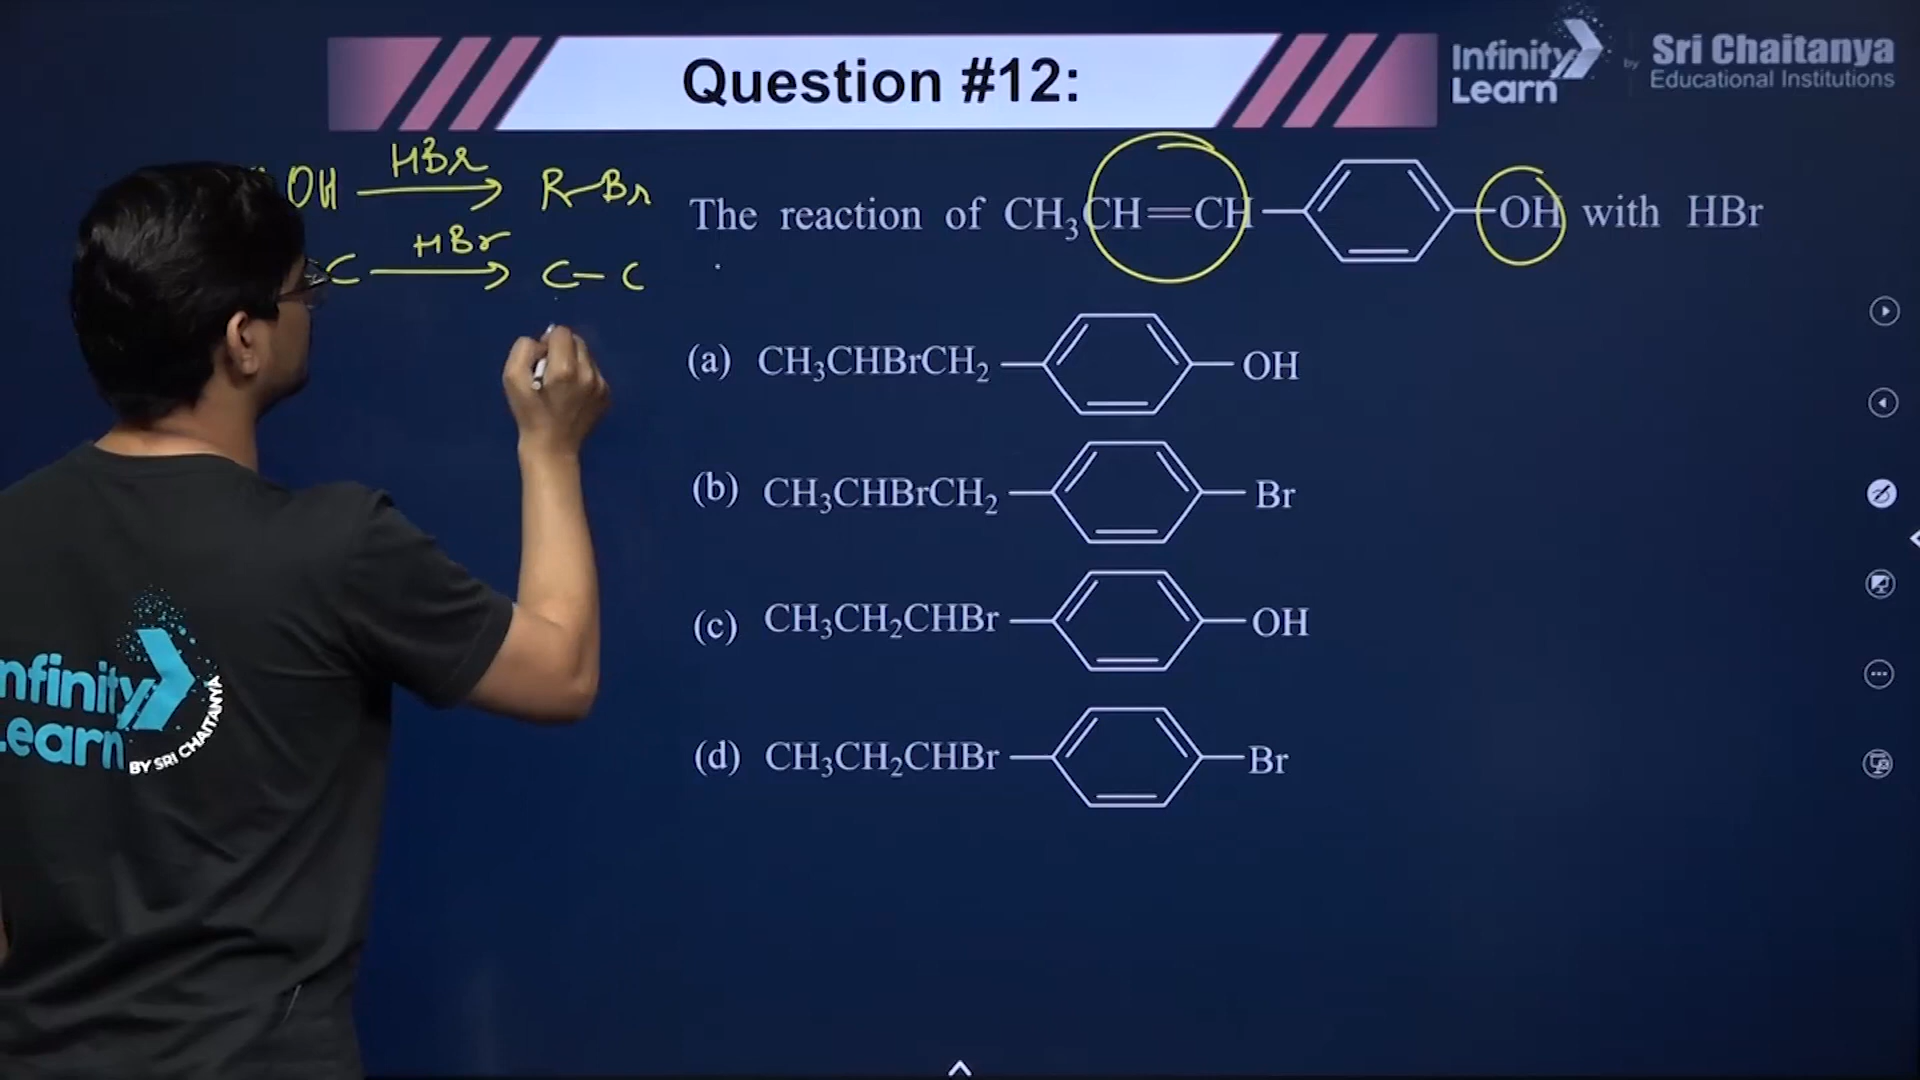 Question #12:
Infinity Learn by Sri Chaitanya Educational Institutions
OH HBr → R–Br
C HBr → C–C
The reaction of CH₃CH=CH– –OH with HBr
(a) CH₃CHBrCH₂– –OH
(b) CH₃CHBrCH₂– –Br
(c) CH₃CH₂CHBr– –OH
(d) CH₃CH₂CHBr– –Br
nfinity
Learn
BY SRI CHAITANYA